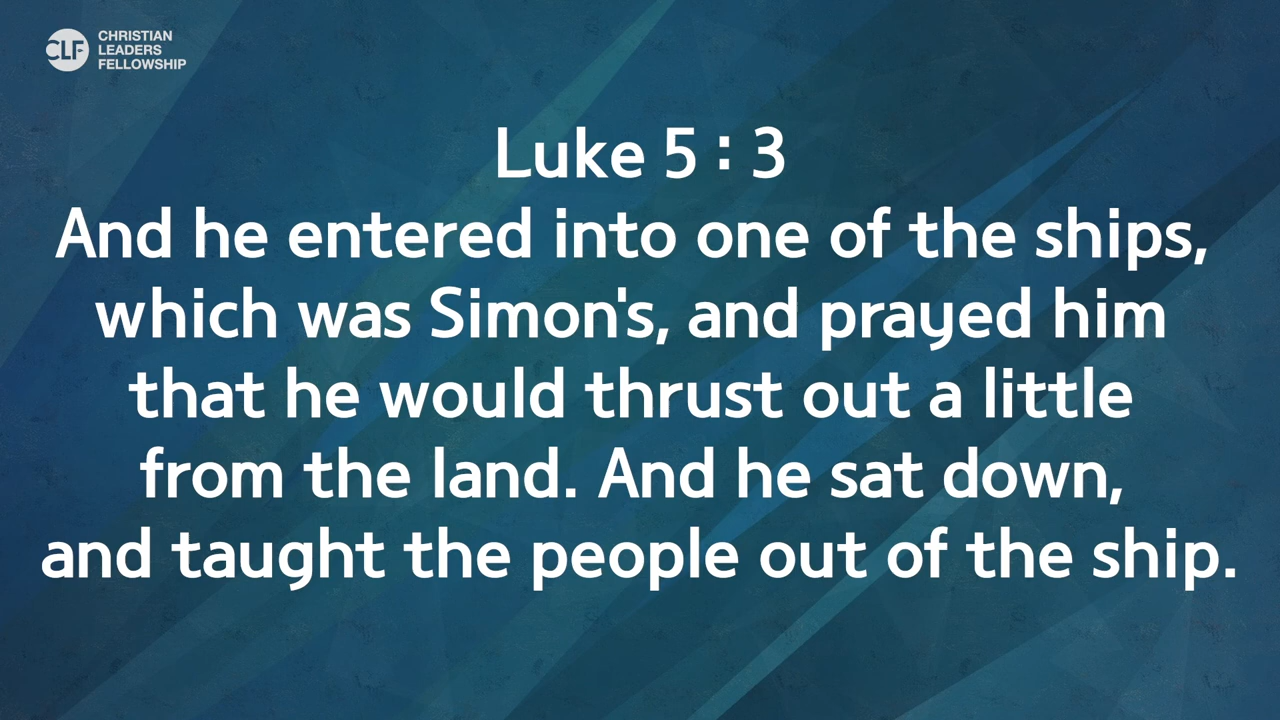 CLF
CHRISTIAN
LEADERS
FELLOWSHIP
Luke 5 : 3
And he entered into one of the ships,
which was Simon's, and prayed him
that he would thrust out a little
from the land. And he sat down,
and taught the people out of the ship.